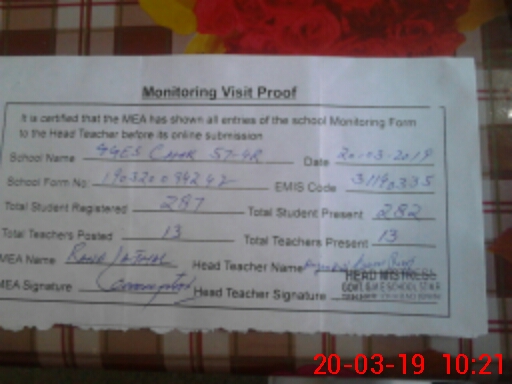 Monitoring Visit Proof
It is certified that the MEA has shown all entries of the school Monitoring Form
to the Head Teacher before its online submission
School Name GGES Chak 57-4R Date 20-03-2019
School Form No: EMIS Code 31190335
Total Student Registered 287 Total Student Present 282
Total Teachers Posted 13 Total Teachers Present 13
MEA Name Head Teacher Name
MEA Signature Head Teacher Signature
HEAD MISTRESS
20-03-19 10:21